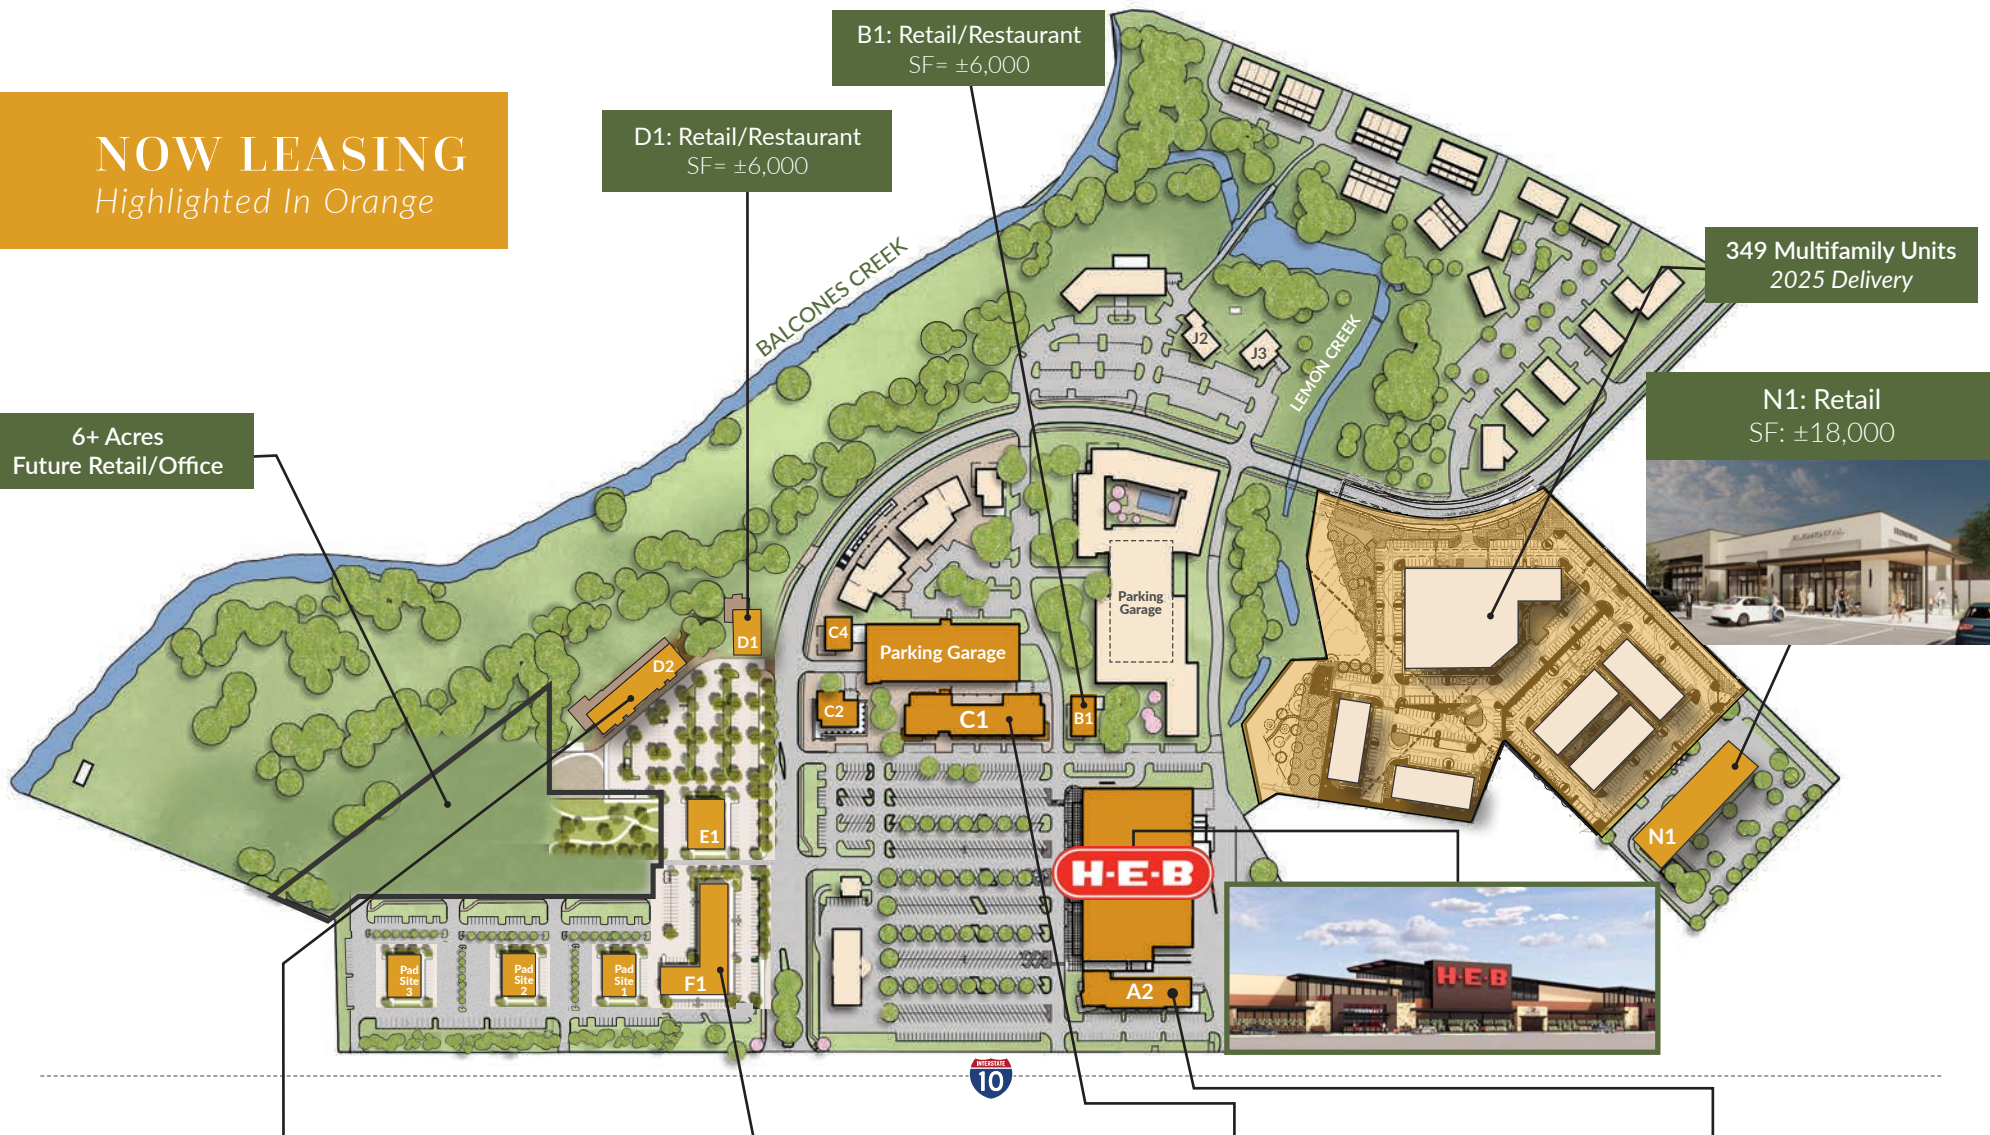 B1: Retail/Restaurant
SF= ±6,000
NOW LEASING
Highlighted In Orange
D1: Retail/Restaurant
SF= ±6,000
349 Multifamily Units
2025 Delivery
BALCONES CREEK
LEMON CREEK
J2
J3
N1: Retail
SF: ±18,000
6+ Acres
Future Retail/Office
Parking
Garage
D1
C4
D2
Parking Garage
C2
C1
B1
E1
N1
H-E-B
Pad
Site
3
Pad
Site
2
Pad
Site
1
F1
A2
H-E-B
PHARMACY
INTERSTATE
10